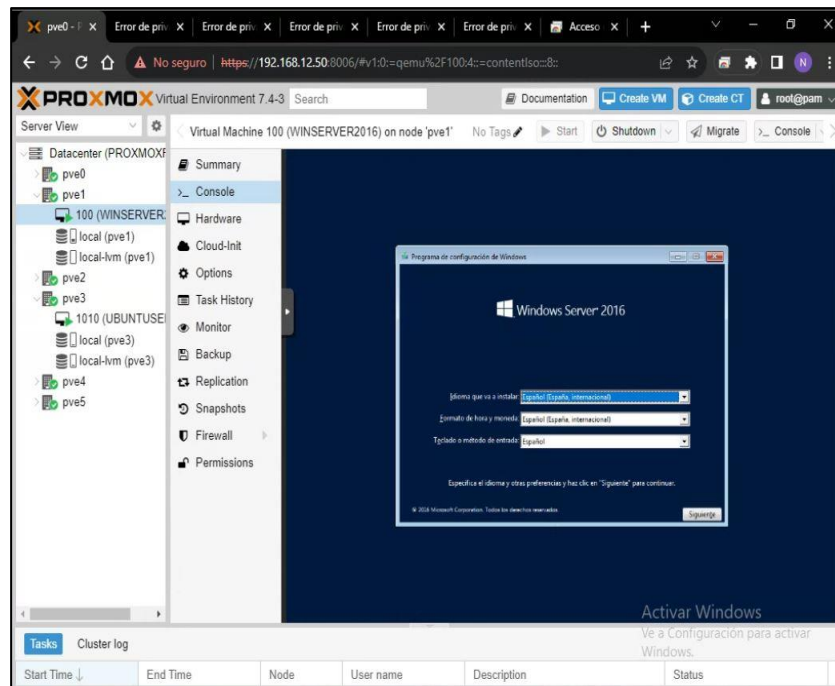 pve0 - P
Error de priv
Error de priv
Error de priv
Error de priv
Error de priv
Acceso
No seguro | https://192.168.12.50:8006/#v1:0:=qemu%2F100:4::=contentIso:::8::
N
PROXMOX Virtual Environment 7.4-3 Search Documentation Create VM Create CT root@pam
Server View
Virtual Machine 100 (WINSERVER2016) on node 'pve1' No Tags Start Shutdown Migrate >_ Console
Datacenter (PROXMOX
pve0
pve1
100 (WINSERVER
local (pve1)
local-lvm (pve1)
pve2
pve3
1010 (UBUNTUSE
local (pve3)
local-lvm (pve3)
pve4
pve5
Summary
>_ Console
Hardware
Cloud-Init
Options
Task History
Monitor
Backup
Replication
Snapshots
Firewall
Permissions
Programa de configuración de Windows
Windows Server® 2016
Idioma que va a instalar: Español (España, internacional)
Formato de hora y moneda: Español (España, internacional)
Teclado o método de entrada: Español
Especifica el idioma y otras preferencias y haz clic en "Siguiente" para continuar.
© 2016 Microsoft Corporation. Todos los derechos reservados.
Siguiente
Activar Windows
Ve a Configuración para activar
Windows.
Tasks Cluster log
Start Time ↓ End Time Node User name Description Status